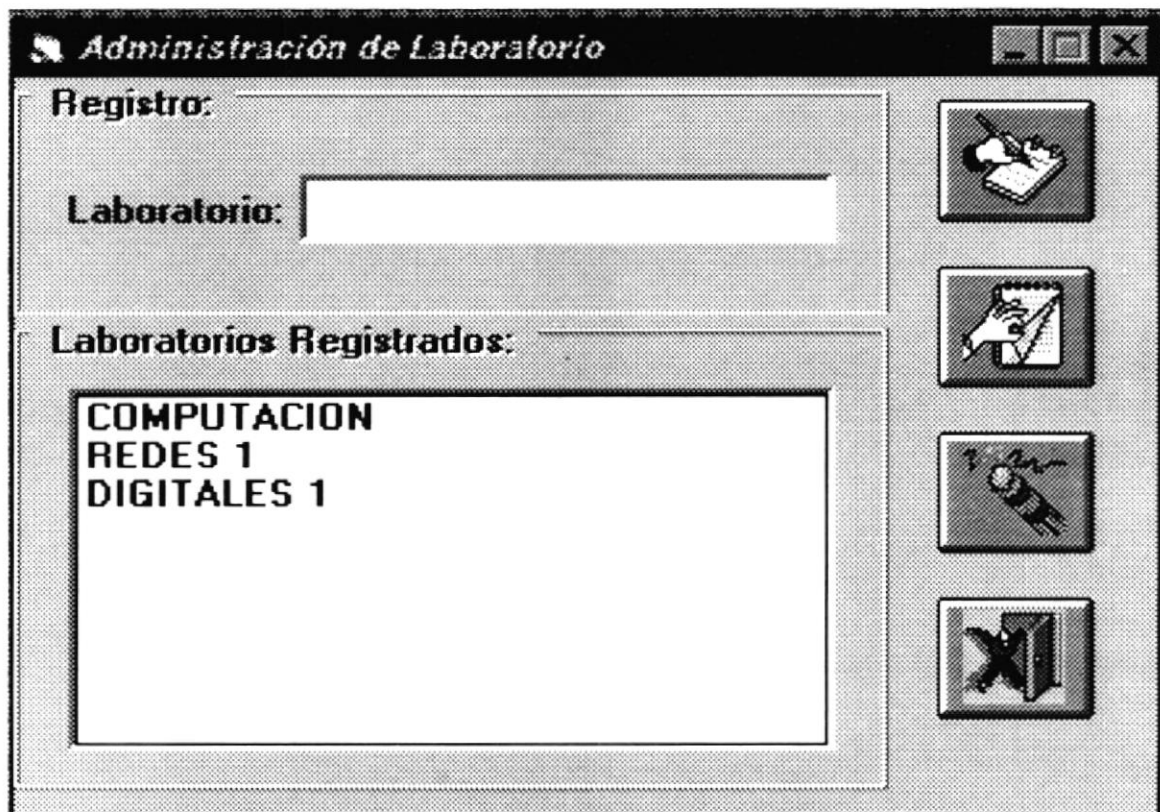 Administración de Laboratorio
Registro:
Laboratorio:
Laboratorios Registrados:
COMPUTACION
REDES 1
DIGITALES 1